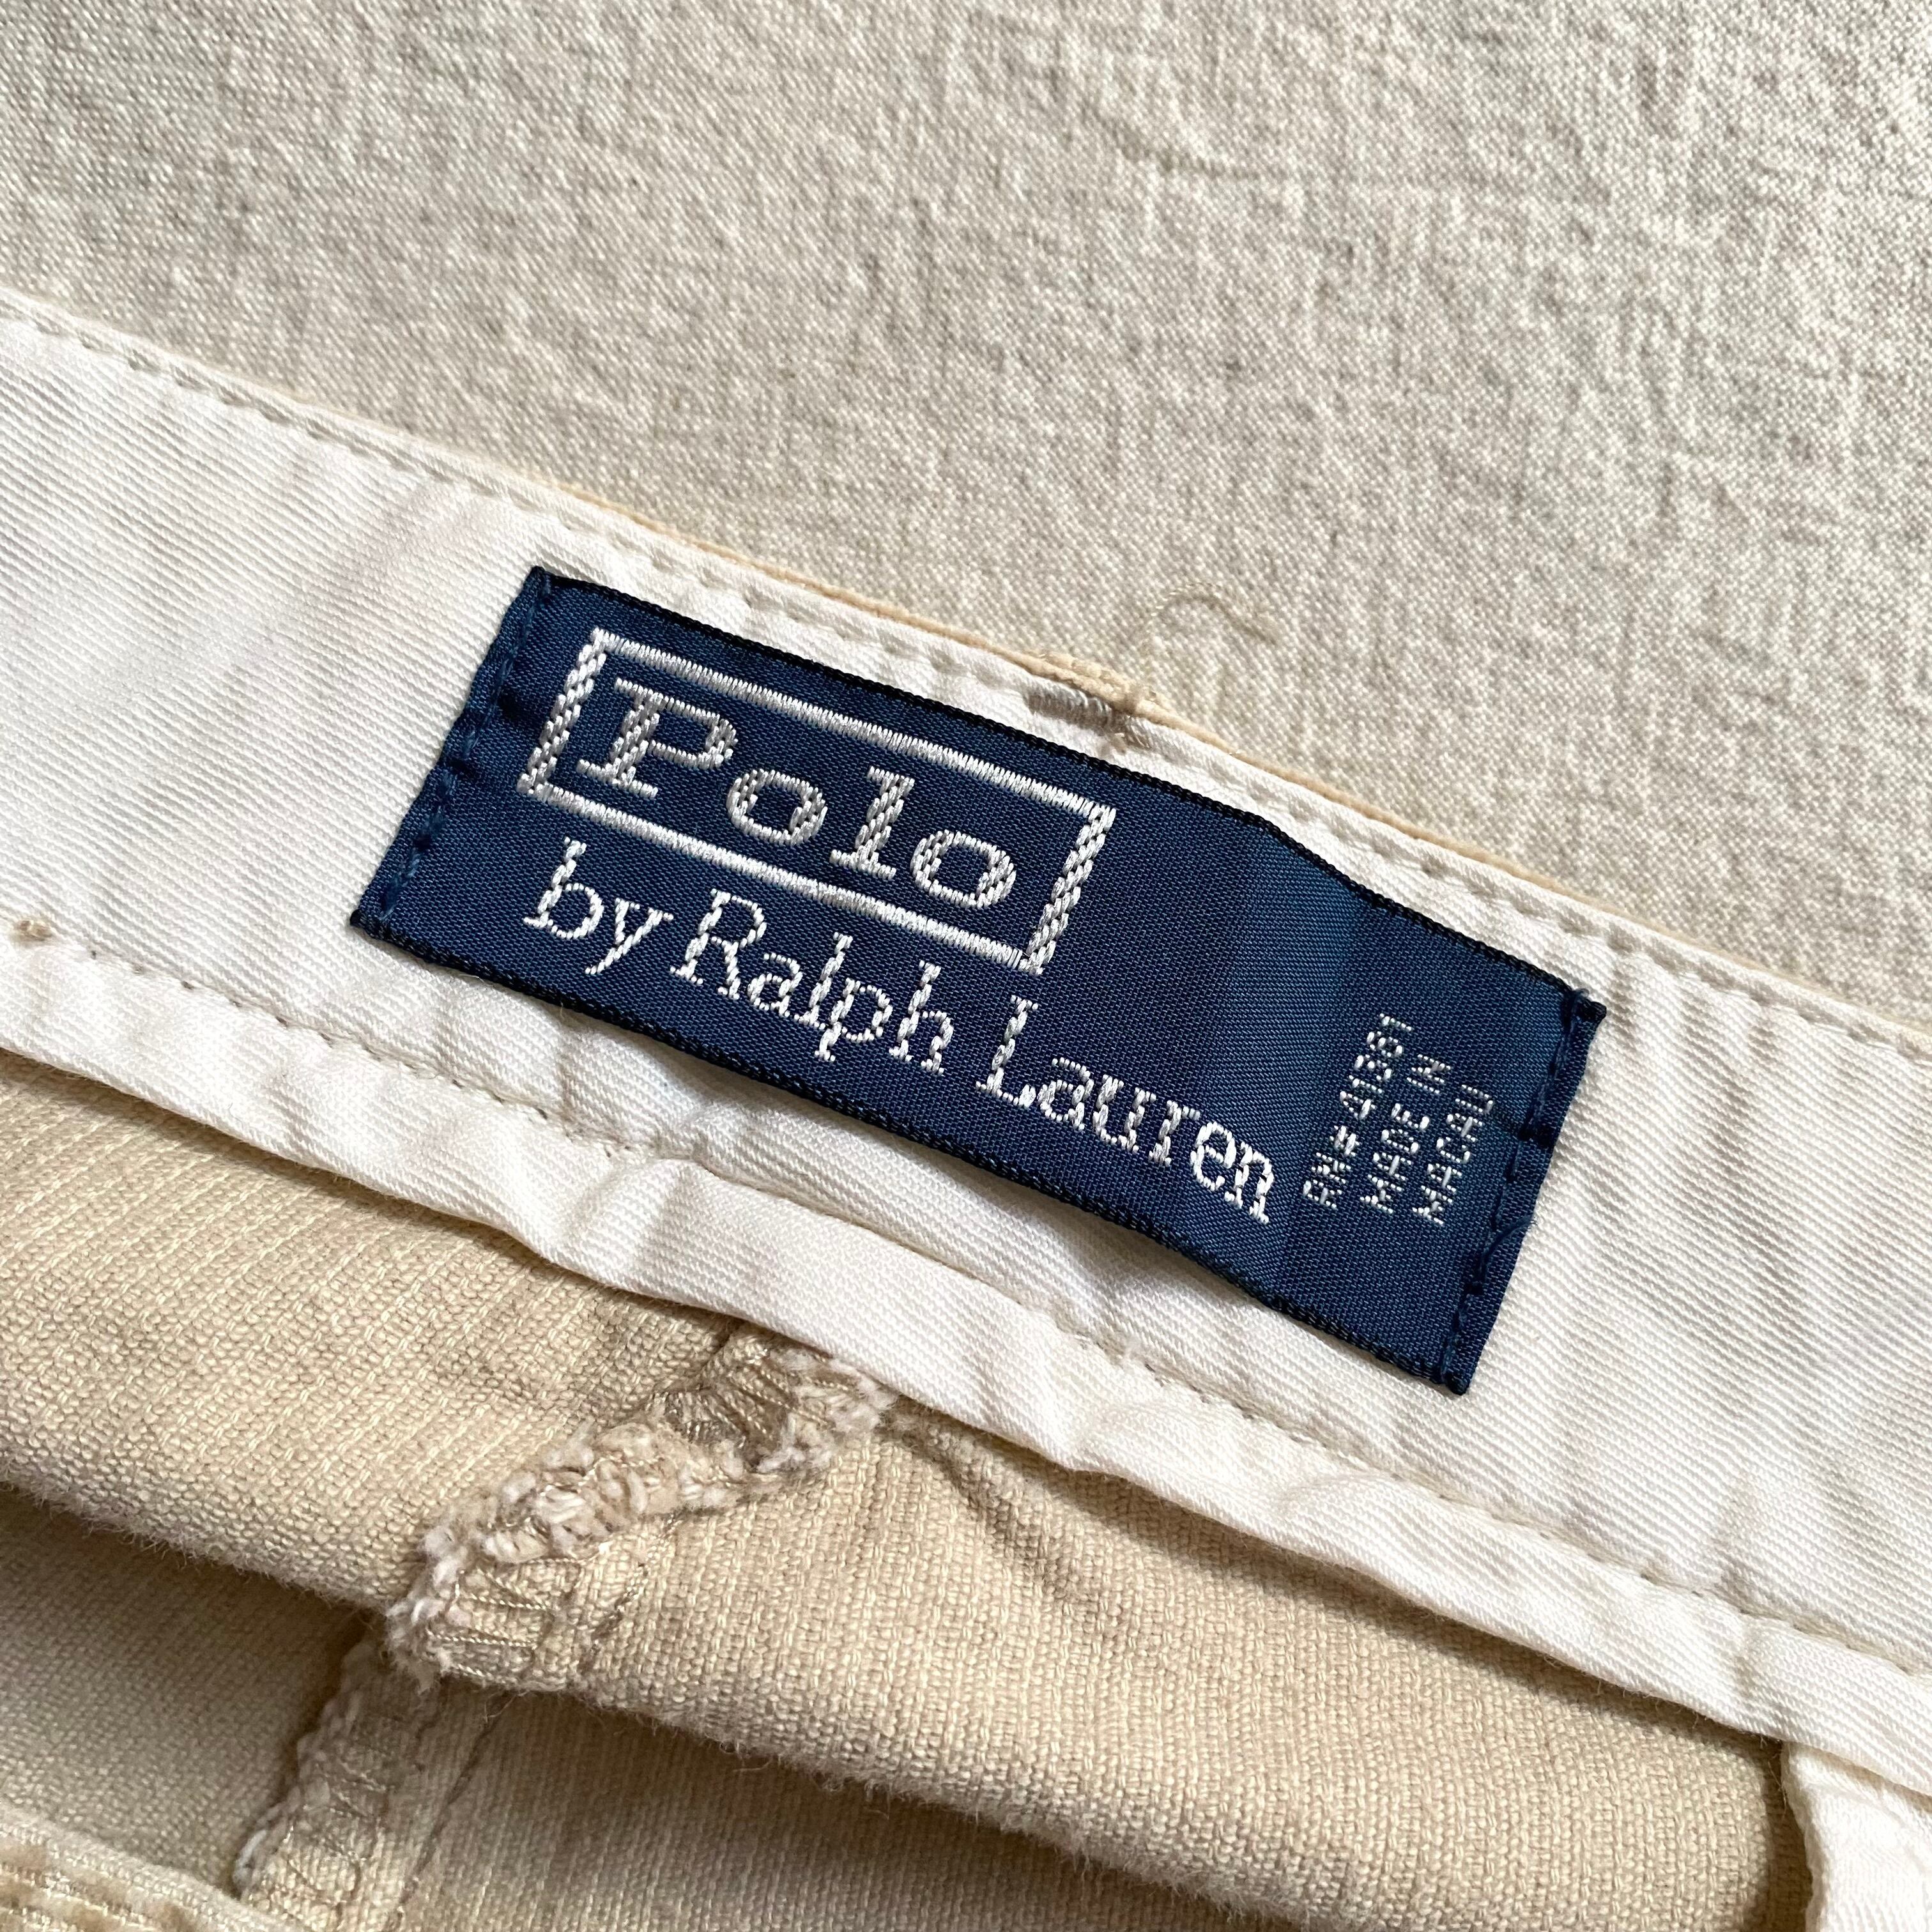 Polo
by Ralph Lauren
RN# 41381
MADE IN
MACAU